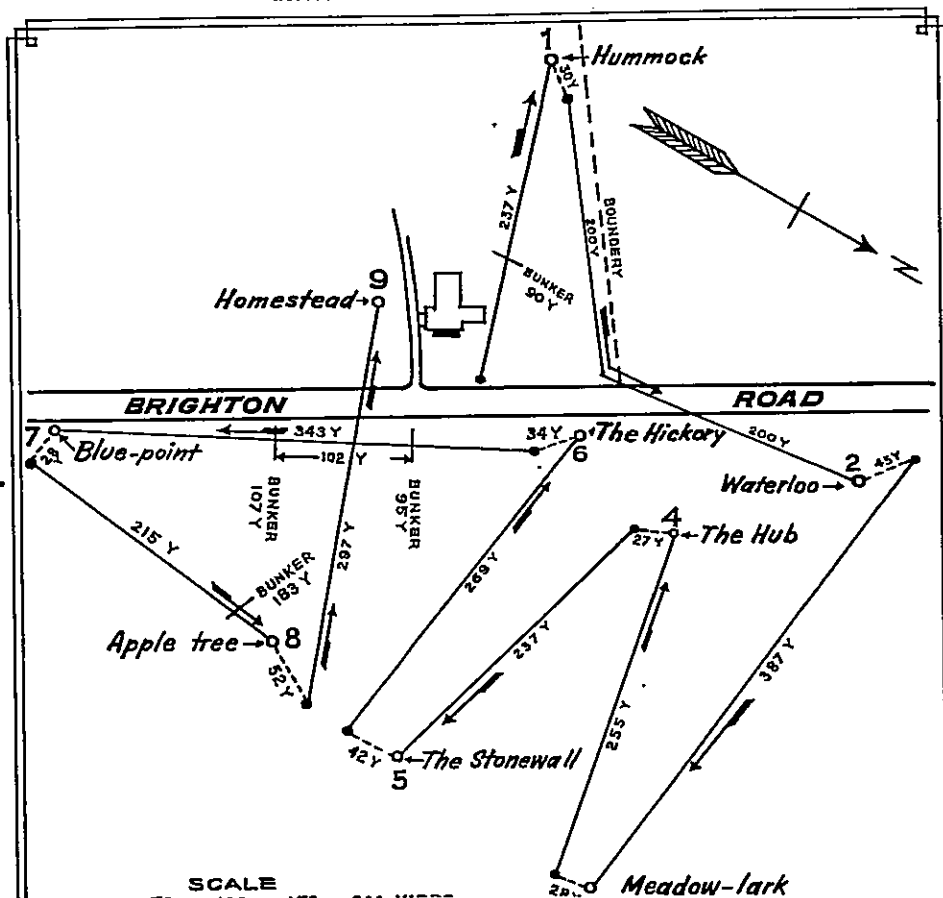 1
Hummock
30Y
237 Y
200Y
BOUNDERY
BUNKER
90 Y
N
9
Homestead
BRIGHTON ROAD
7
Blue-point
28Y
343 Y
102 Y
34Y
The Hickory
6
200Y
2
Waterloo
45Y
BUNKER
107Y
BUNKER
95Y
4
The Hub
27Y
215 Y
BUNKER
183 Y
297 Y
269 Y
237 Y
255 Y
387 Y
Apple tree
8
52Y
42Y
5
The Stonewall
Meadow-lark
SCALE